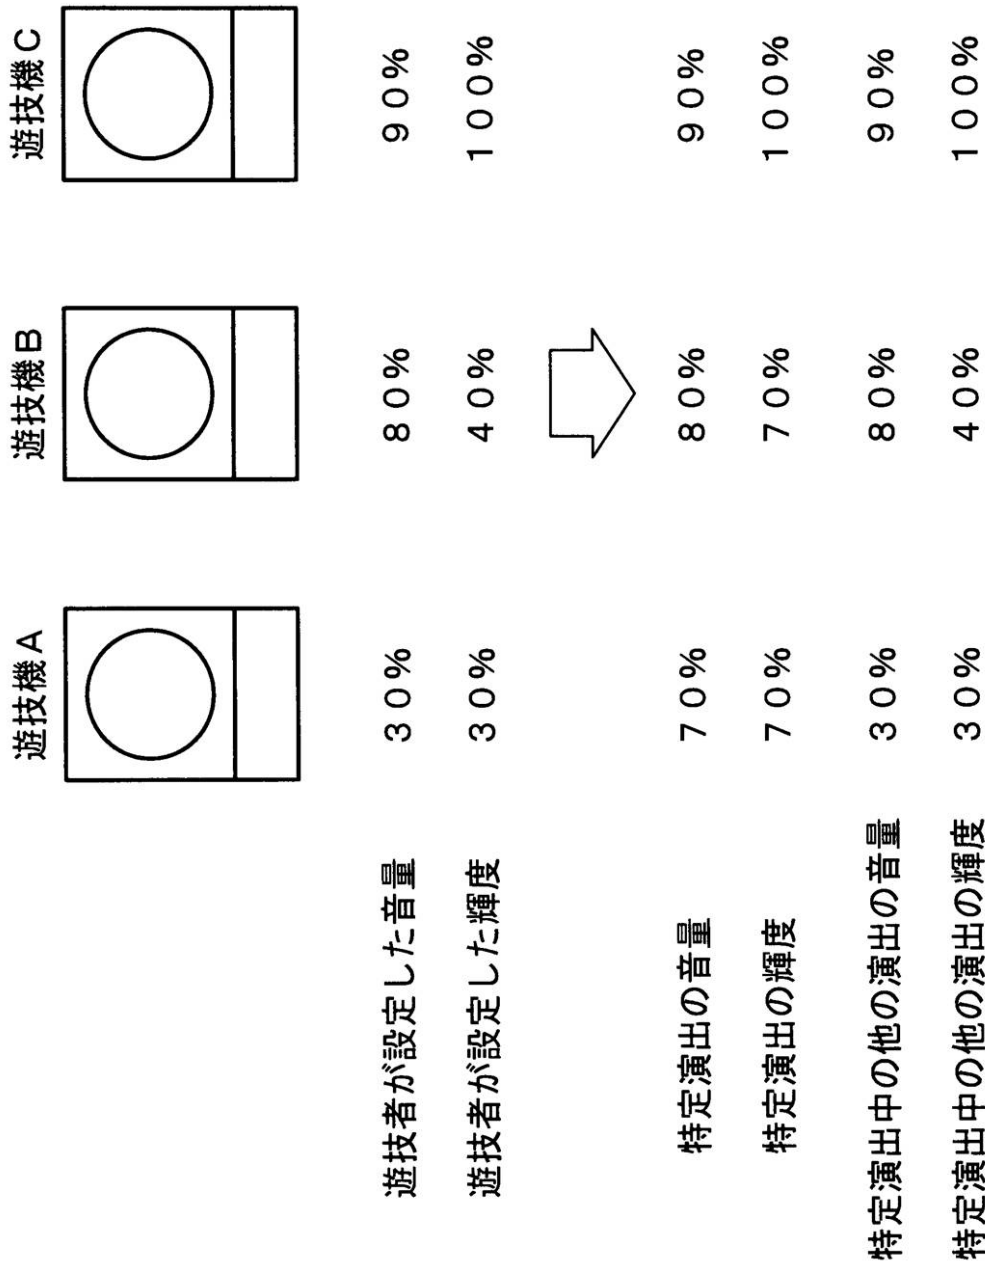 遊技機A 遊技機B 遊技機C
遊技者が設定した音量 30% 80% 90%
遊技者が設定した輝度 30% 40% 100%
特定演出の音量 70% 80% 90%
特定演出の輝度 70% 70% 100%
特定演出中の他の演出の音量 30% 80% 90%
特定演出中の他の演出の輝度 30% 40% 100%